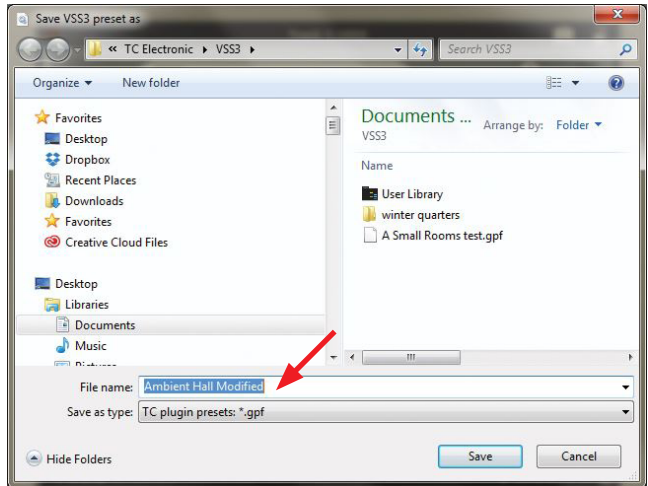 Save VSS3 preset as
« TC Electronic VSS3
Search VSS3
Organize New folder
Favorites
Desktop
Dropbox
Recent Places
Downloads
Favorites
Creative Cloud Files
Desktop
Libraries
Documents
Music
Pictures
Documents ...
VSS3
Arrange by: Folder
Name
User Library
winter quarters
A Small Rooms test.gpf
File name: Ambient Hall Modified
Save as type: TC plugin presets: *.gpf
Hide Folders
Save
Cancel